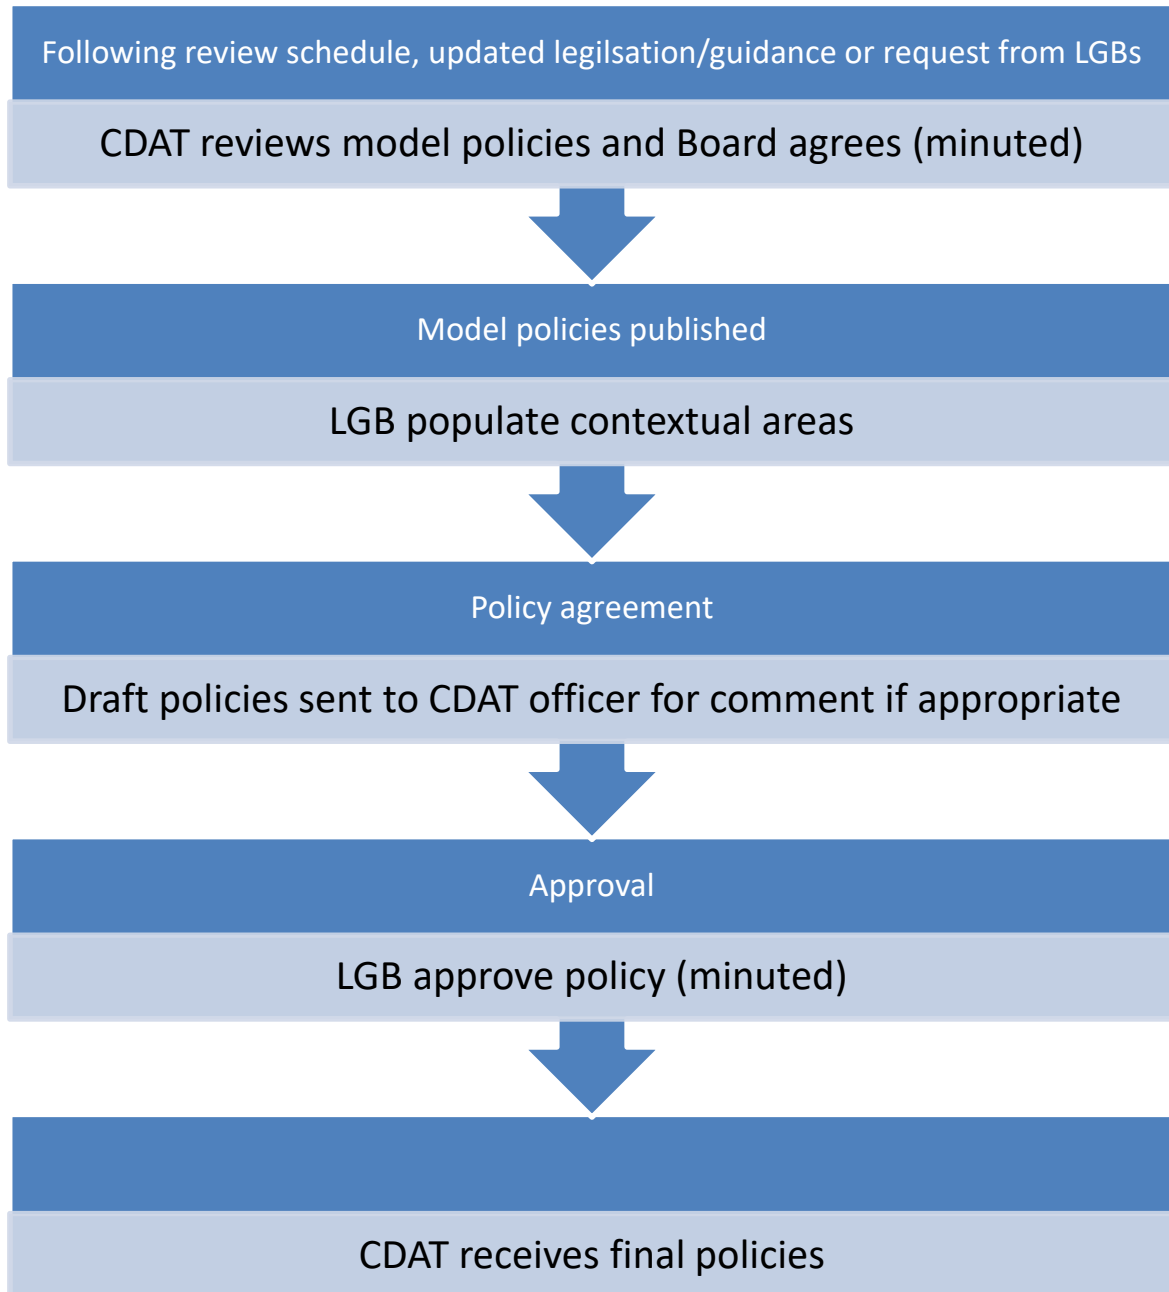 Following review schedule, updated legilsation/guidance or request from LGBs
CDAT reviews model policies and Board agrees (minuted)
Model policies published
LGB populate contextual areas
Policy agreement
Draft policies sent to CDAT officer for comment if appropriate
Approval
LGB approve policy (minuted)
CDAT receives final policies